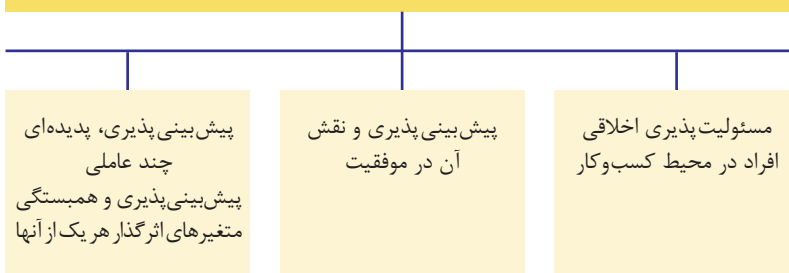 مسئولیت‌پذیری اخلاقی
افراد در محیط کسب‌وکار
پیش‌بینی‌پذیری و نقش
آن در موفقیت
پیش‌بینی‌پذیری، پدیده‌ای
چند عاملی
پیش‌بینی‌پذیری و همبستگی
متغیرهای اثرگذار هر یک از آنها